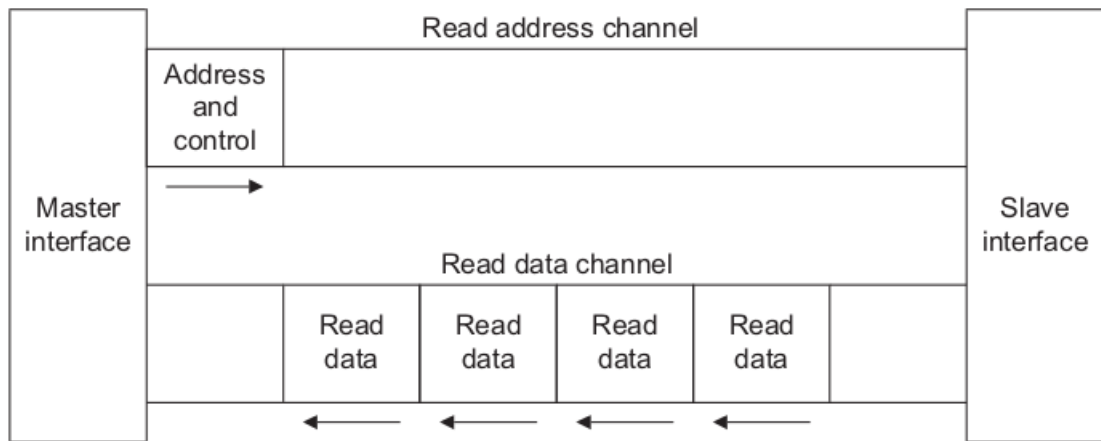 Read address channel
Address
and
control
Master
interface
Slave
interface
Read data channel
Read
data
Read
data
Read
data
Read
data